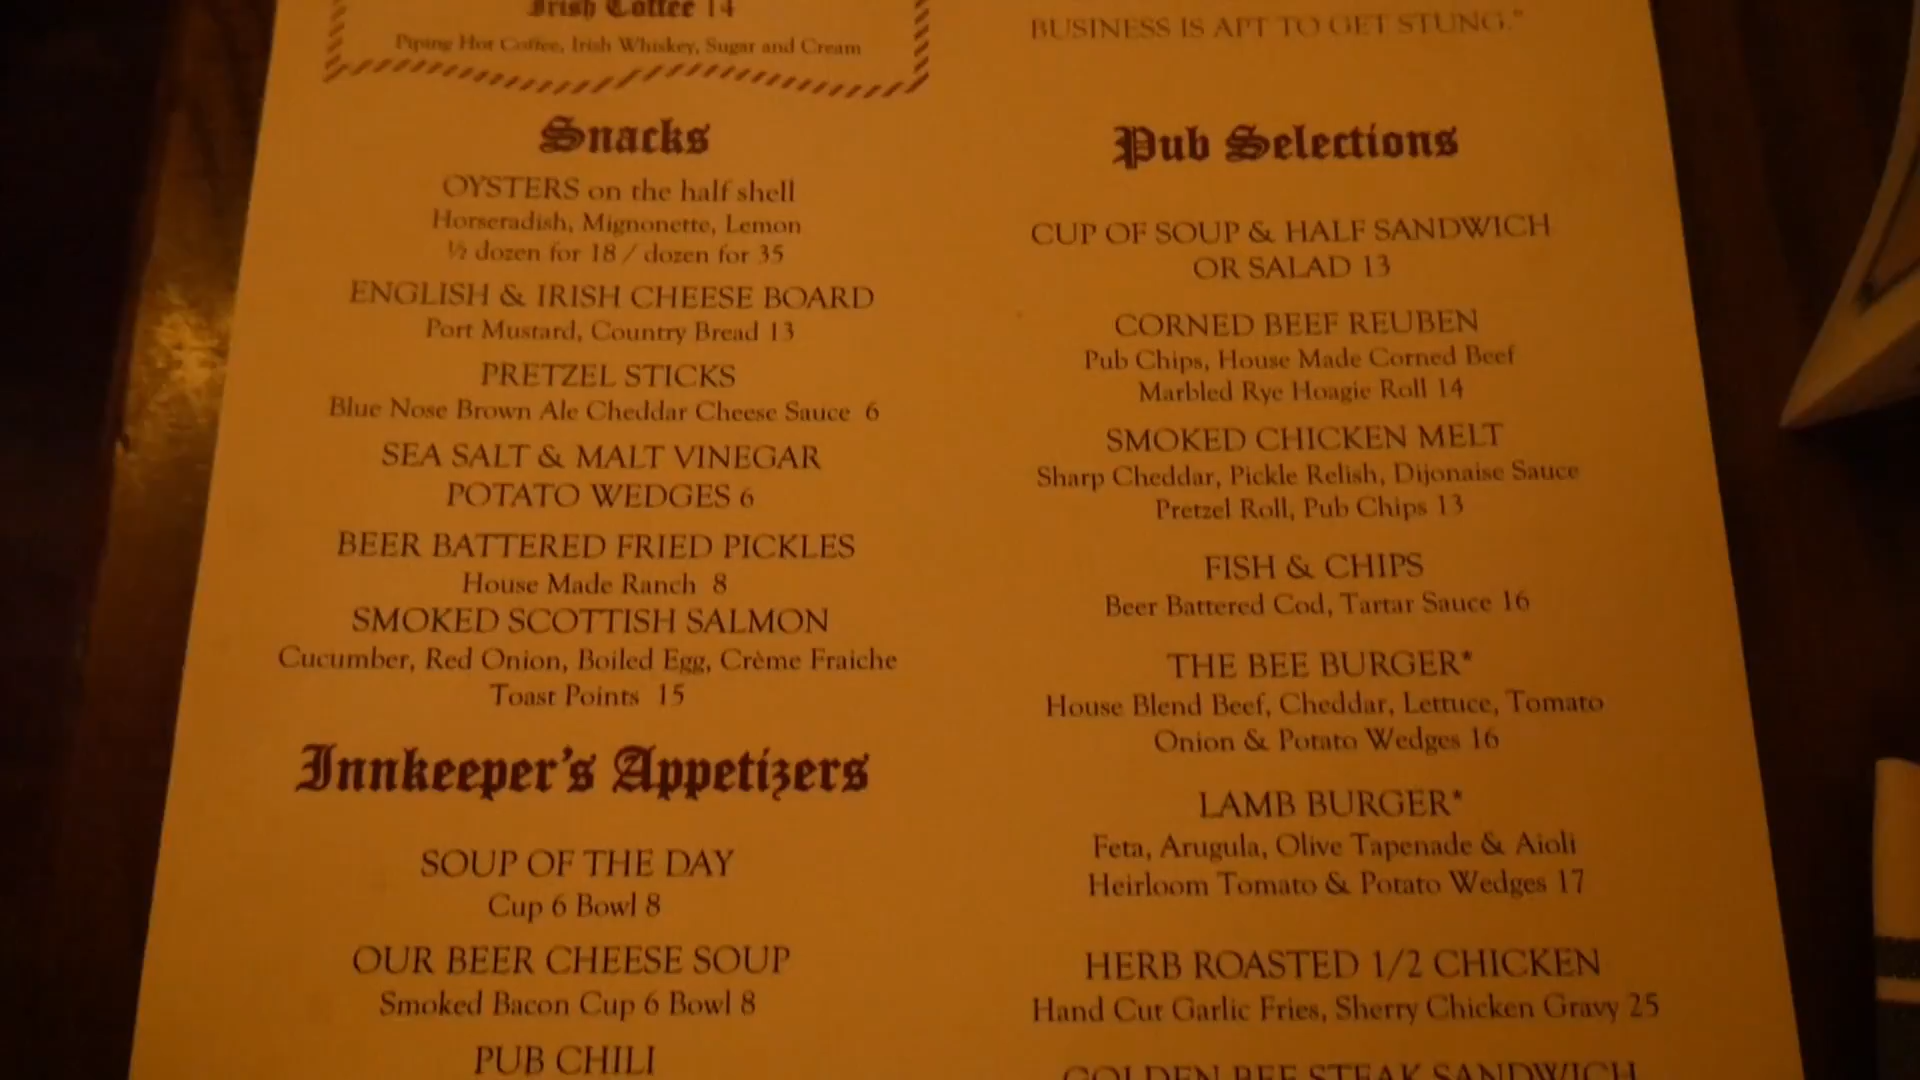 Irish Coffee 14
Piping Hot Coffee, Irish Whiskey, Sugar and Cream
Snacks
OYSTERS on the half shell
Horseradish, Mignonette, Lemon
½ dozen for 18 / dozen for 35
ENGLISH & IRISH CHEESE BOARD
Port Mustard, Country Bread 13
PRETZEL STICKS
Blue Nose Brown Ale Cheddar Cheese Sauce 6
SEA SALT & MALT VINEGAR
POTATO WEDGES 6
BEER BATTERED FRIED PICKLES
House Made Ranch 8
SMOKED SCOTTISH SALMON
Cucumber, Red Onion, Boiled Egg, Crème Fraiche
Toast Points 15
Innkeeper's Appetizers
SOUP OF THE DAY
Cup 6 Bowl 8
OUR BEER CHEESE SOUP
Smoked Bacon Cup 6 Bowl 8
PUB CHILI
BUSINESS IS APT TO GET STUNG."
Pub Selections
CUP OF SOUP & HALF SANDWICH
OR SALAD 13
CORNED BEEF REUBEN
Pub Chips, House Made Corned Beef
Marbled Rye Hoagie Roll 14
SMOKED CHICKEN MELT
Sharp Cheddar, Pickle Relish, Dijonaise Sauce
Pretzel Roll, Pub Chips 13
FISH & CHIPS
Beer Battered Cod, Tartar Sauce 16
THE BEE BURGER*
House Blend Beef, Cheddar, Lettuce, Tomato
Onion & Potato Wedges 16
LAMB BURGER*
Feta, Arugula, Olive Tapenade & Aioli
Heirloom Tomato & Potato Wedges 17
HERB ROASTED 1/2 CHICKEN
Hand Cut Garlic Fries, Sherry Chicken Gravy 25
GOLDEN BEE STEAK SANDWICH